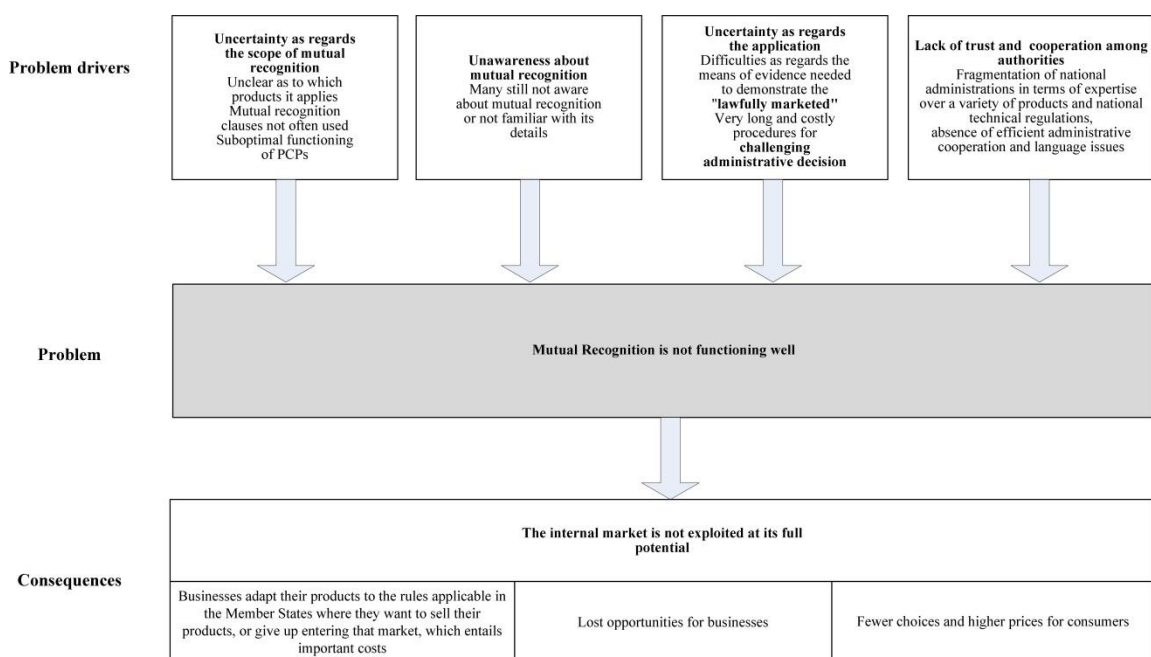 Problem drivers
Uncertainty as regards
the scope of mutual
recognition
Unclear as to which
products it applies
Mutual recognition
clauses not often used
Suboptimal functioning
of PCPs
Unawareness about
mutual recognition
Many still not aware
about mutual recognition
or not familiar with its
details
Uncertainty as regards
the application
Difficulties as regards the
means of evidence needed
to demonstrate the
"lawfully marketed"
Very long and costly
procedures for
challenging
administrative decision
Lack of trust and cooperation among
authorities
Fragmentation of national
administrations in terms of expertise
over a variety of products and national
technical regulations,
absence of efficient administrative
cooperation and language issues
Problem
Mutual Recognition is not functioning well
Consequences
The internal market is not exploited at its full
potential
Businesses adapt their products to the rules applicable in
the Member States where they want to sell their
products, or give up entering that market, which entails
important costs
Lost opportunities for businesses
Fewer choices and higher prices for consumers